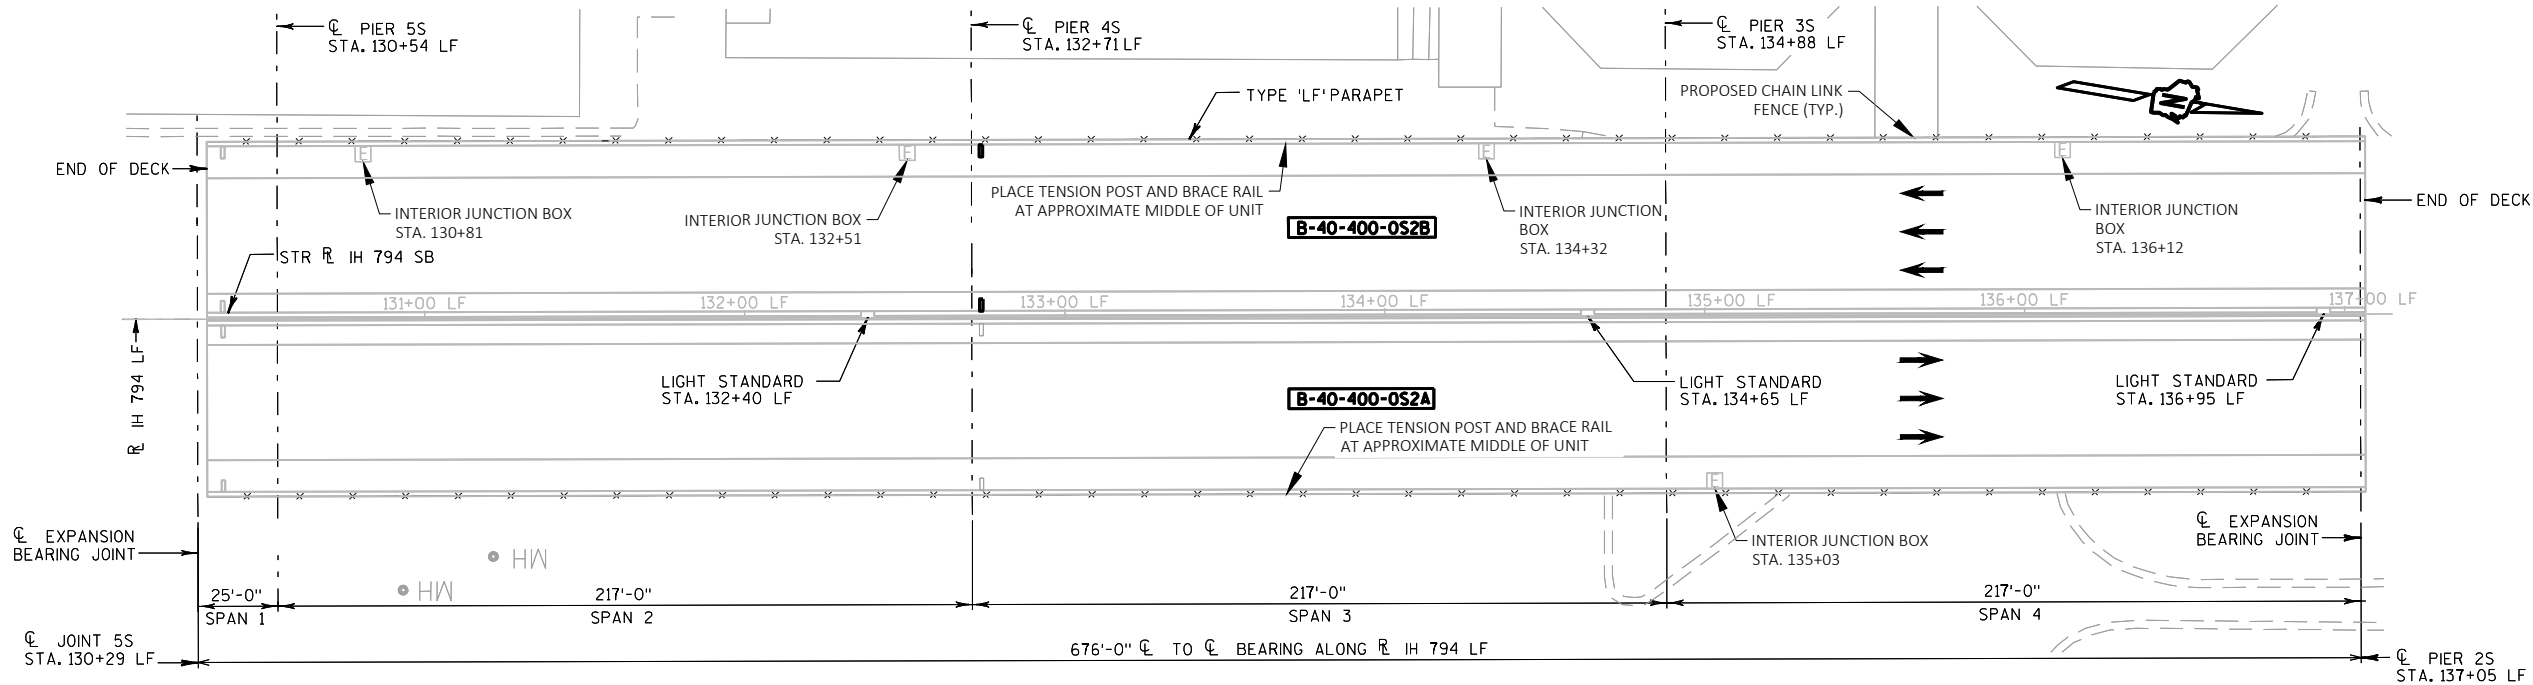 ℄ PIER 5S
STA. 130+54 LF
℄ PIER 4S
STA. 132+71 LF
℄ PIER 3S
STA. 134+88 LF
TYPE 'LF' PARAPET
PROPOSED CHAIN LINK
FENCE (TYP.)
N
END OF DECK
E
E
E
E
INTERIOR JUNCTION BOX
STA. 130+81
INTERIOR JUNCTION BOX
STA. 132+51
PLACE TENSION POST AND BRACE RAIL
AT APPROXIMATE MIDDLE OF UNIT
B-40-400-0S2B
INTERIOR JUNCTION
BOX
STA. 134+32
INTERIOR JUNCTION
BOX
STA. 136+12
END OF DECK
STR RL IH 794 SB
131+00 LF
132+00 LF
133+00 LF
134+00 LF
135+00 LF
136+00 LF
137+00 LF
RL IH 794 LF
LIGHT STANDARD
STA. 132+40 LF
B-40-400-0S2A
LIGHT STANDARD
STA. 134+65 LF
LIGHT STANDARD
STA. 136+95 LF
PLACE TENSION POST AND BRACE RAIL
AT APPROXIMATE MIDDLE OF UNIT
E
INTERIOR JUNCTION BOX
STA. 135+03
℄ EXPANSION
BEARING JOINT
MH
MH
℄ EXPANSION
BEARING JOINT
25'-0"
SPAN 1
217'-0"
SPAN 2
217'-0"
SPAN 3
217'-0"
SPAN 4
℄ JOINT 5S
STA. 130+29 LF
676'-0" ℄ TO ℄ BEARING ALONG RL IH 794 LF
℄ PIER 2S
STA. 137+05 LF